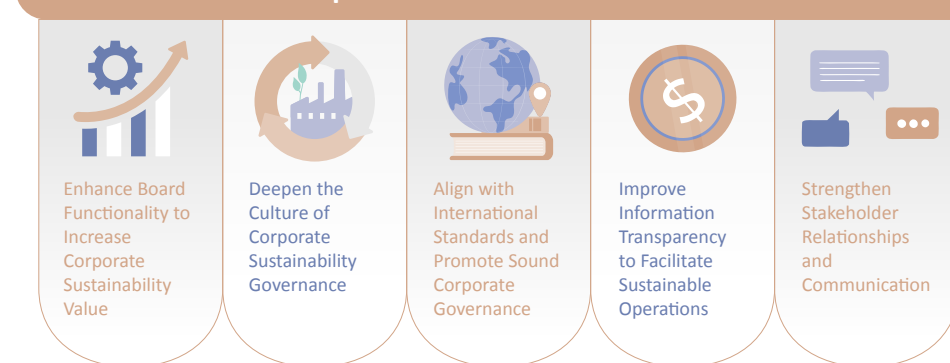 Enhance Board
Functionality to
Increase
Corporate
Sustainability
Value
Deepen the
Culture of
Corporate
Sustainability
Governance
Align with
International
Standards and
Promote Sound
Corporate
Governance
Improve
Information
Transparency
to Facilitate
Sustainable
Operations
Strengthen
Stakeholder
Relationships
and
Communication